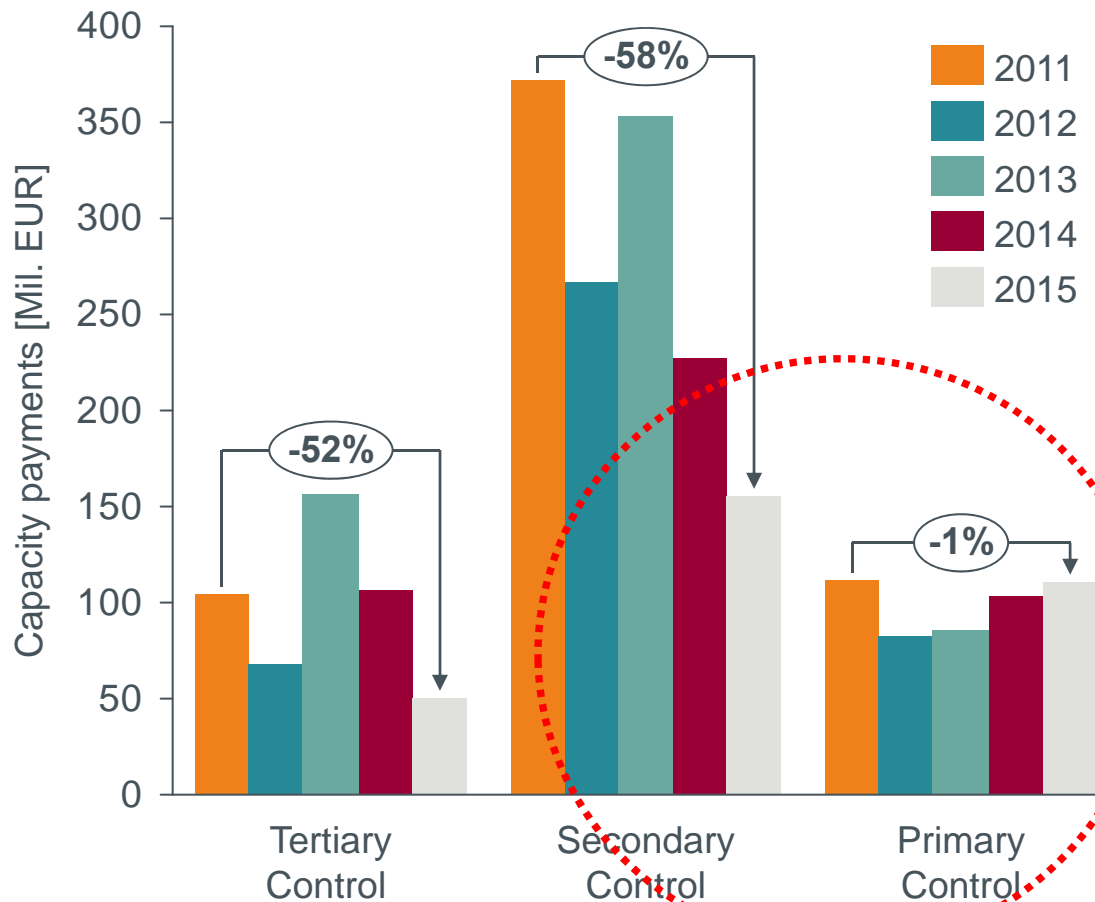 400
350
300
250
200
150
100
50
0
Capacity payments [Mil. EUR]
-52%
-58%
-1%
2011
2012
2013
2014
2015
Tertiary
Control
Secondary
Control
Primary
Control